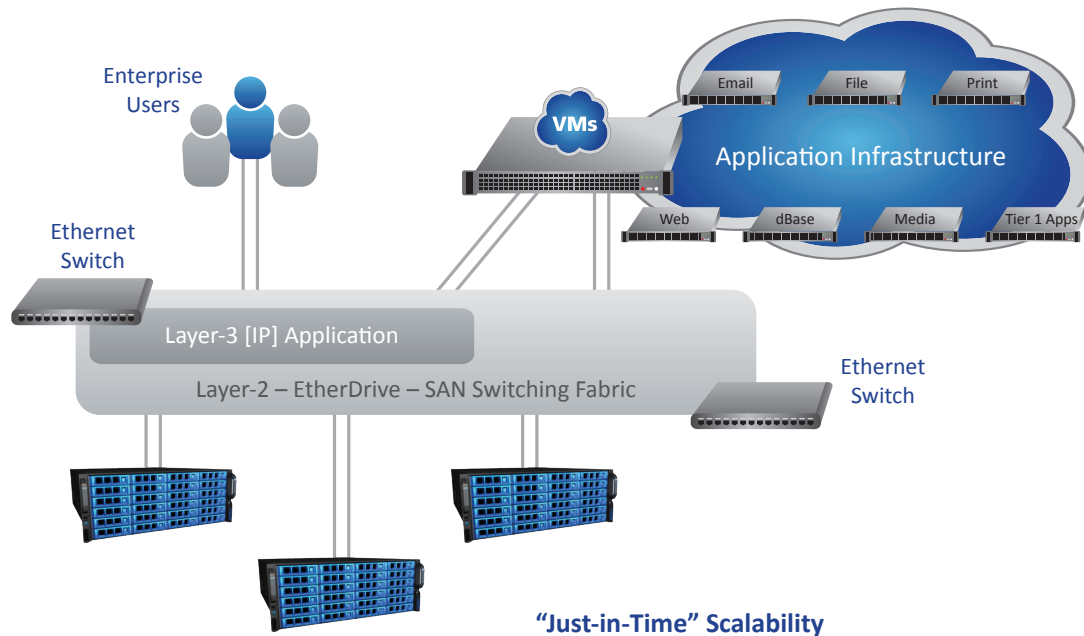 Enterprise
Users
VMs
Email
File
Print
Application Infrastructure
Web
dBase
Media
Tier 1 Apps
Ethernet
Switch
Layer-3 [IP] Application
Layer-2 – EtherDrive – SAN Switching Fabric
Ethernet
Switch
“Just-in-Time” Scalability